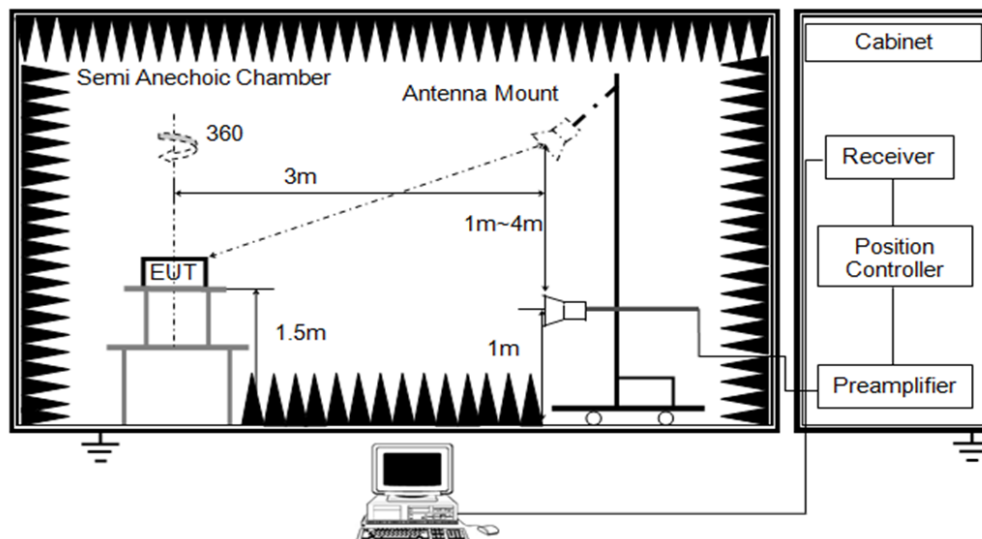 Cabinet
Semi Anechoic Chamber
Antenna Mount
360
Receiver
3m
1m~4m
Position
Controller
EUT
1.5m
1m
Preamplifier